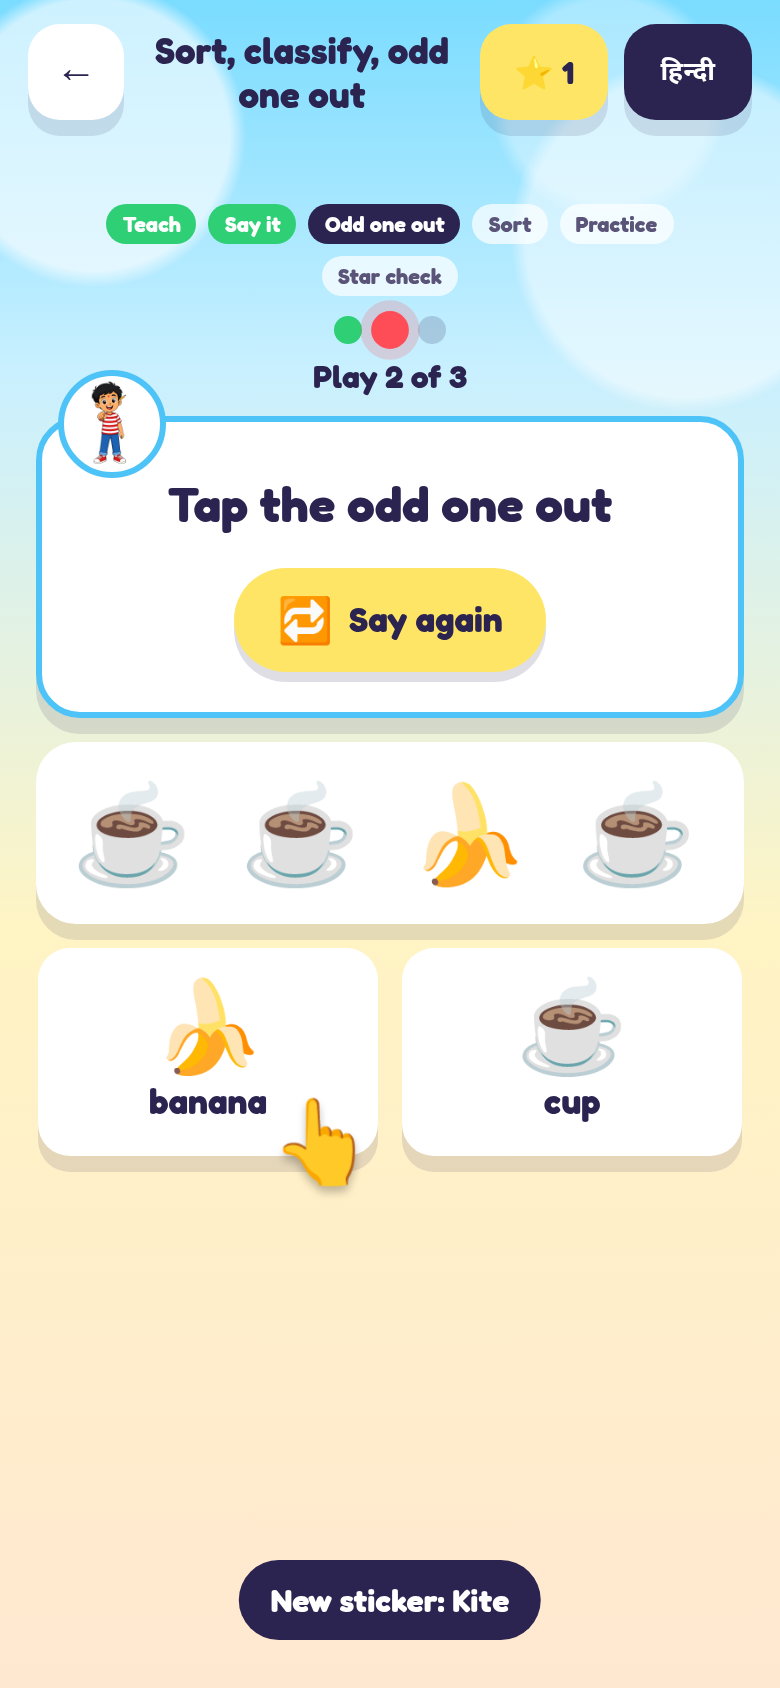 ←
Sort, classify, odd
one out
1
हिन्दी
Teach
Say it
Odd one out
Sort
Practice
Star check
Play 2 of 3
Tap the odd one out
Say again
banana
cup
New sticker: Kite